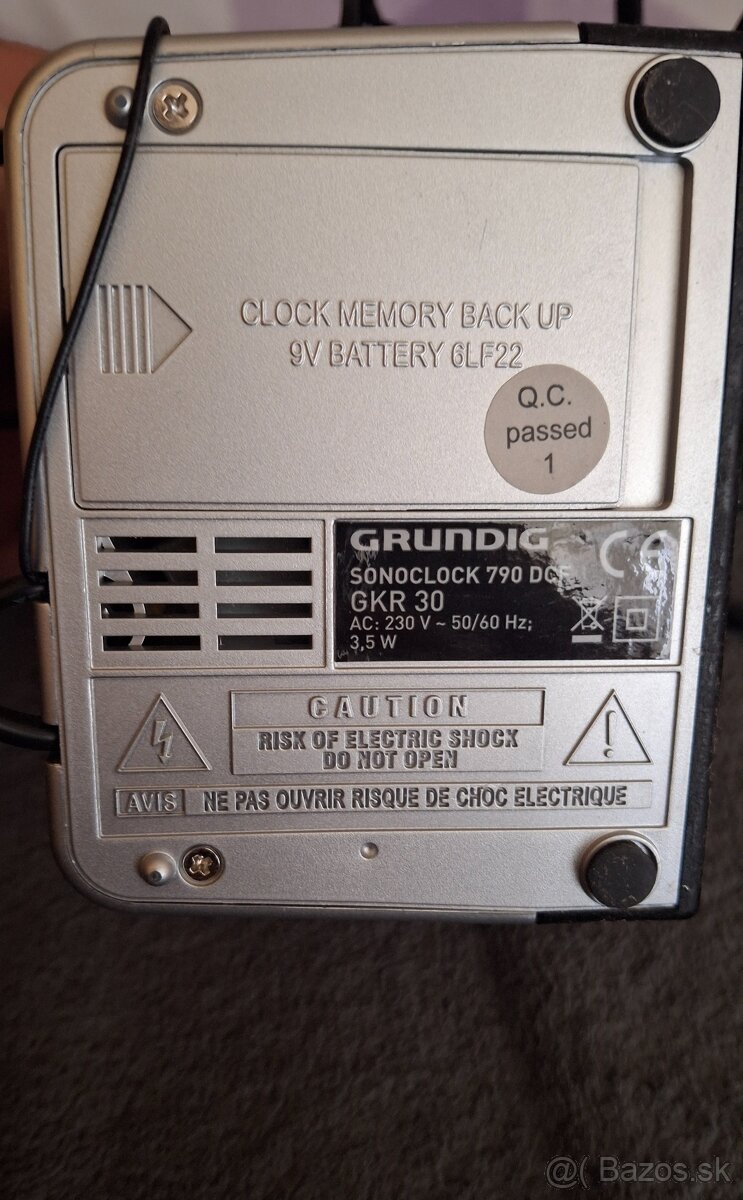 CLOCK MEMORY BACK UP
9V BATTERY 6LF22
Q.C.
passed
1
GRUNDIG
CE
SONOCLOCK 790 DCF
GKR 30
AC: 230 V ~ 50/60 Hz;
3,5 W
CAUTION
RISK OF ELECTRIC SHOCK
DO NOT OPEN
AVIS NE PAS OUVRIR RISQUE DE CHOC ELECTRIQUE
@( Bazos.sk